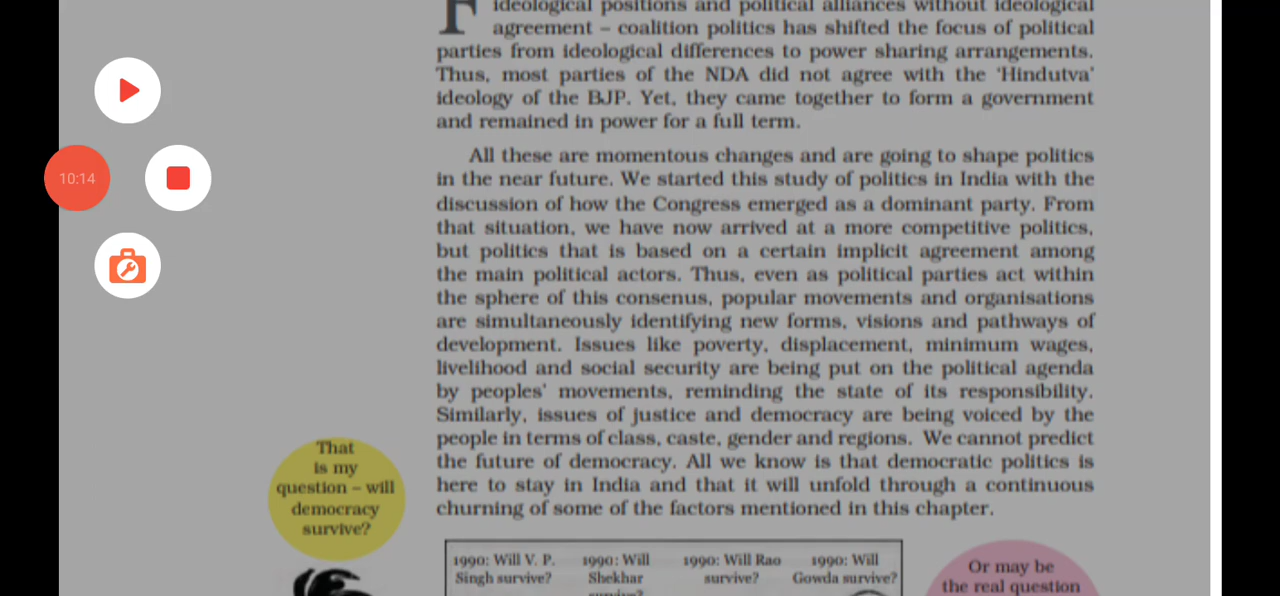 F
ideological positions and political alliances without ideological
agreement – coalition politics has shifted the focus of political
parties from ideological differences to power sharing arrangements.
Thus, most parties of the NDA did not agree with the 'Hindutva'
ideology of the BJP. Yet, they came together to form a government
and remained in power for a full term.
All these are momentous changes and are going to shape politics
in the near future. We started this study of politics in India with the
discussion of how the Congress emerged as a dominant party. From
that situation, we have now arrived at a more competitive politics,
but politics that is based on a certain implicit agreement among
the main political actors. Thus, even as political parties act within
the sphere of this consenus, popular movements and organisations
are simultaneously identifying new forms, visions and pathways of
development. Issues like poverty, displacement, minimum wages,
livelihood and social security are being put on the political agenda
by peoples' movements, reminding the state of its responsibility.
Similarly, issues of justice and democracy are being voiced by the
people in terms of class, caste, gender and regions. We cannot predict
the future of democracy. All we know is that democratic politics is
here to stay in India and that it will unfold through a continuous
churning of some of the factors mentioned in this chapter.
10:14
That
is my
question – will
democracy
survive?
1990: Will V. P.
Singh survive?
1990: Will
Shekhar
survive?
1990: Will Rao
survive?
1990: Will
Gowda survive?
Or may be
the real question